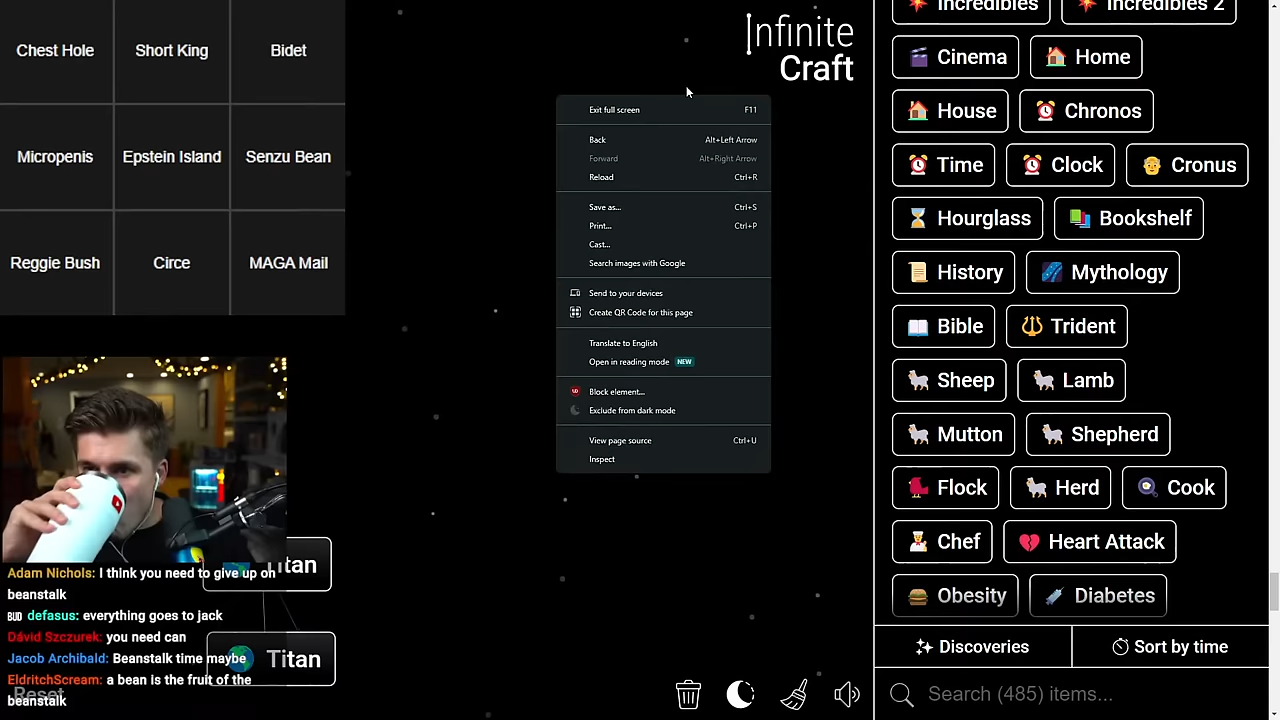 Chest Hole
Short King
Bidet
Micropenis
Epstein Island
Senzu Bean
Reggie Bush
Circe
MAGA Mail
Infinite
Craft
Exit full screen F11
Back Alt+Left Arrow
Forward Alt+Right Arrow
Reload Ctrl+R
Save as... Ctrl+S
Print... Ctrl+P
Cast...
Search images with Google
Send to your devices
Create QR Code for this page
Translate to English
Open in reading mode NEW
Block element...
Exclude from dark mode
View page source Ctrl+U
Inspect
Incredibles
Incredibles 2
Cinema
Home
House
Chronos
Time
Clock
Cronus
Hourglass
Bookshelf
History
Mythology
Bible
Trident
Sheep
Lamb
Mutton
Shepherd
Flock
Herd
Cook
Chef
Heart Attack
Obesity
Diabetes
Discoveries
Sort by time
Search (485) items...
Titan
Titan
Adam Nichols: I think you need to give up on
beanstalk
BUD defasus: everything goes to jack
Dávid Szczurek: you need can
Jacob Archibald: Beanstalk time maybe
EldritchScream: a bean is the fruit of the
beanstalk
Reset